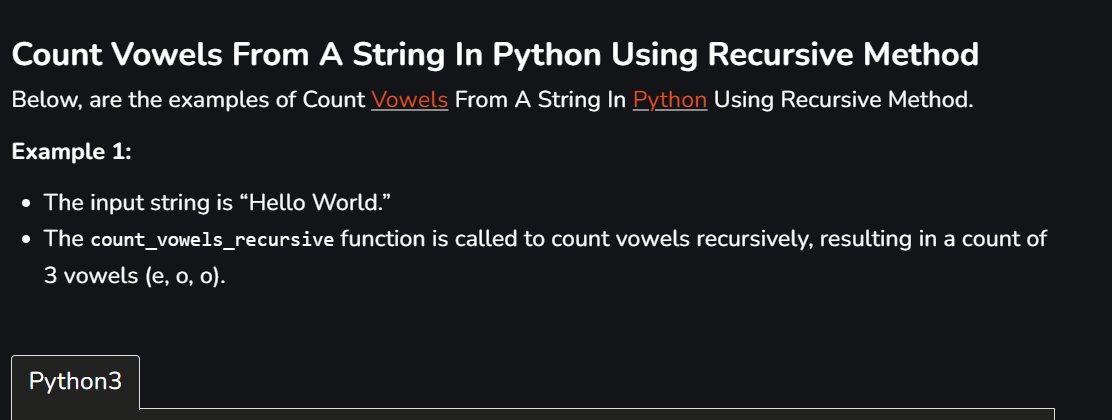 Count Vowels From A String In Python Using Recursive Method
Below, are the examples of Count Vowels From A String In Python Using Recursive Method.
Example 1:
• The input string is “Hello World.”
• The count_vowels_recursive function is called to count vowels recursively, resulting in a count of
3 vowels (e, o, o).
Python3